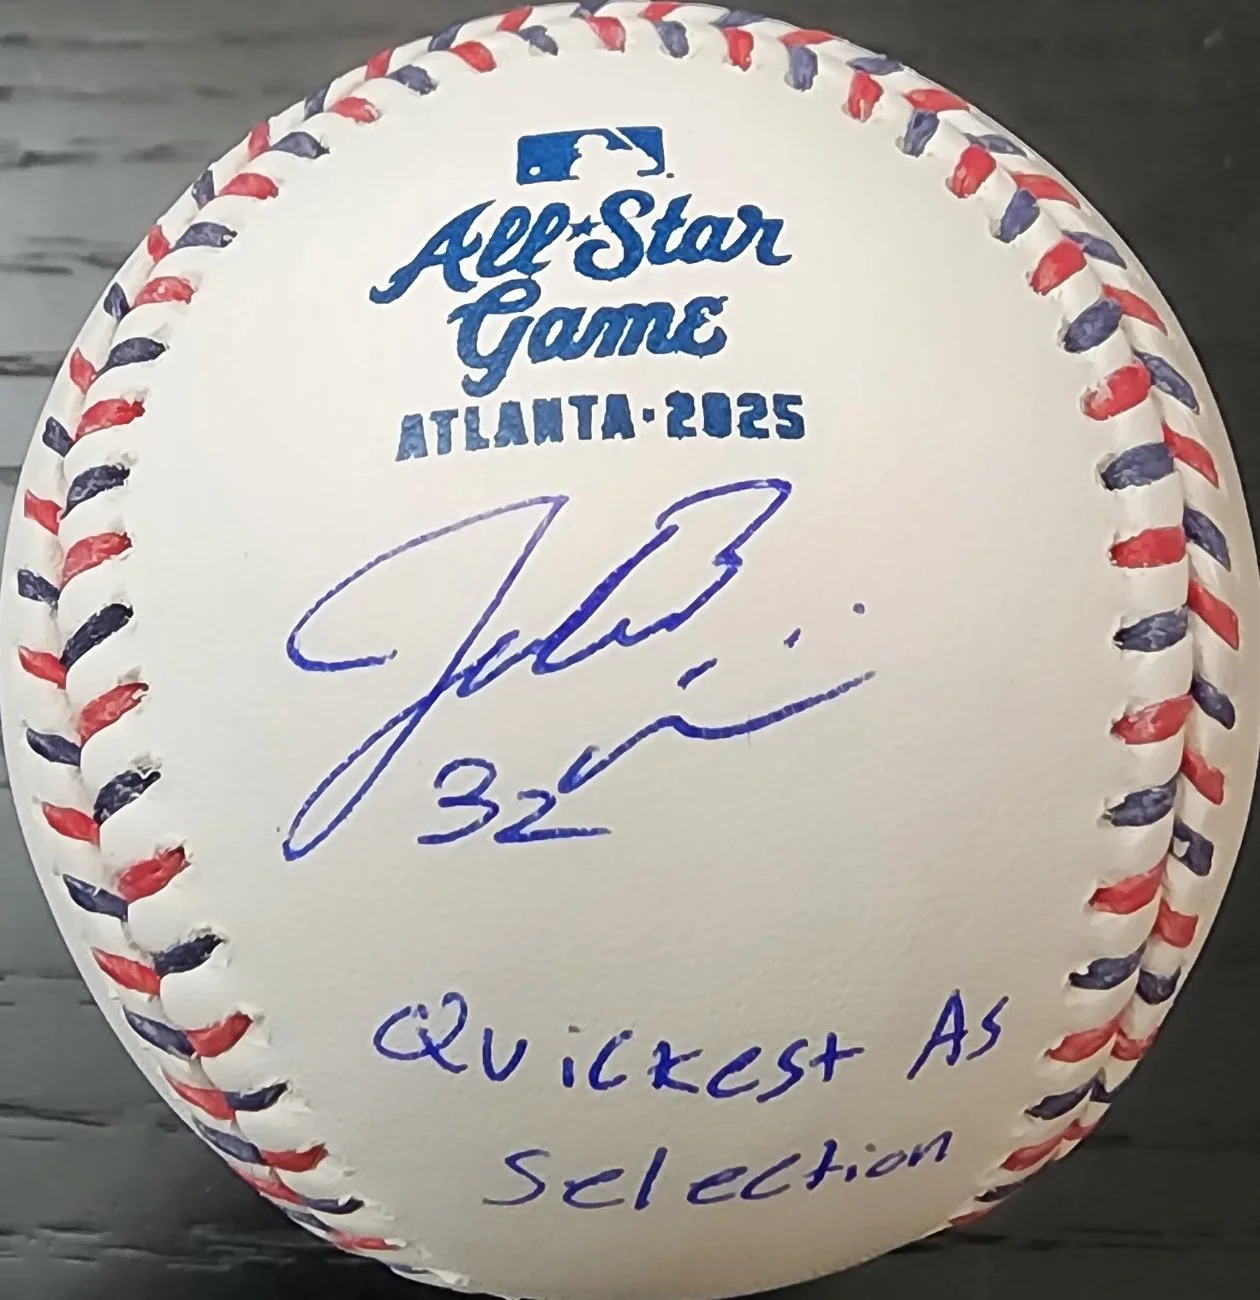 All★Star
Game
ATLANTA·2025
32
Quickest As
Selection